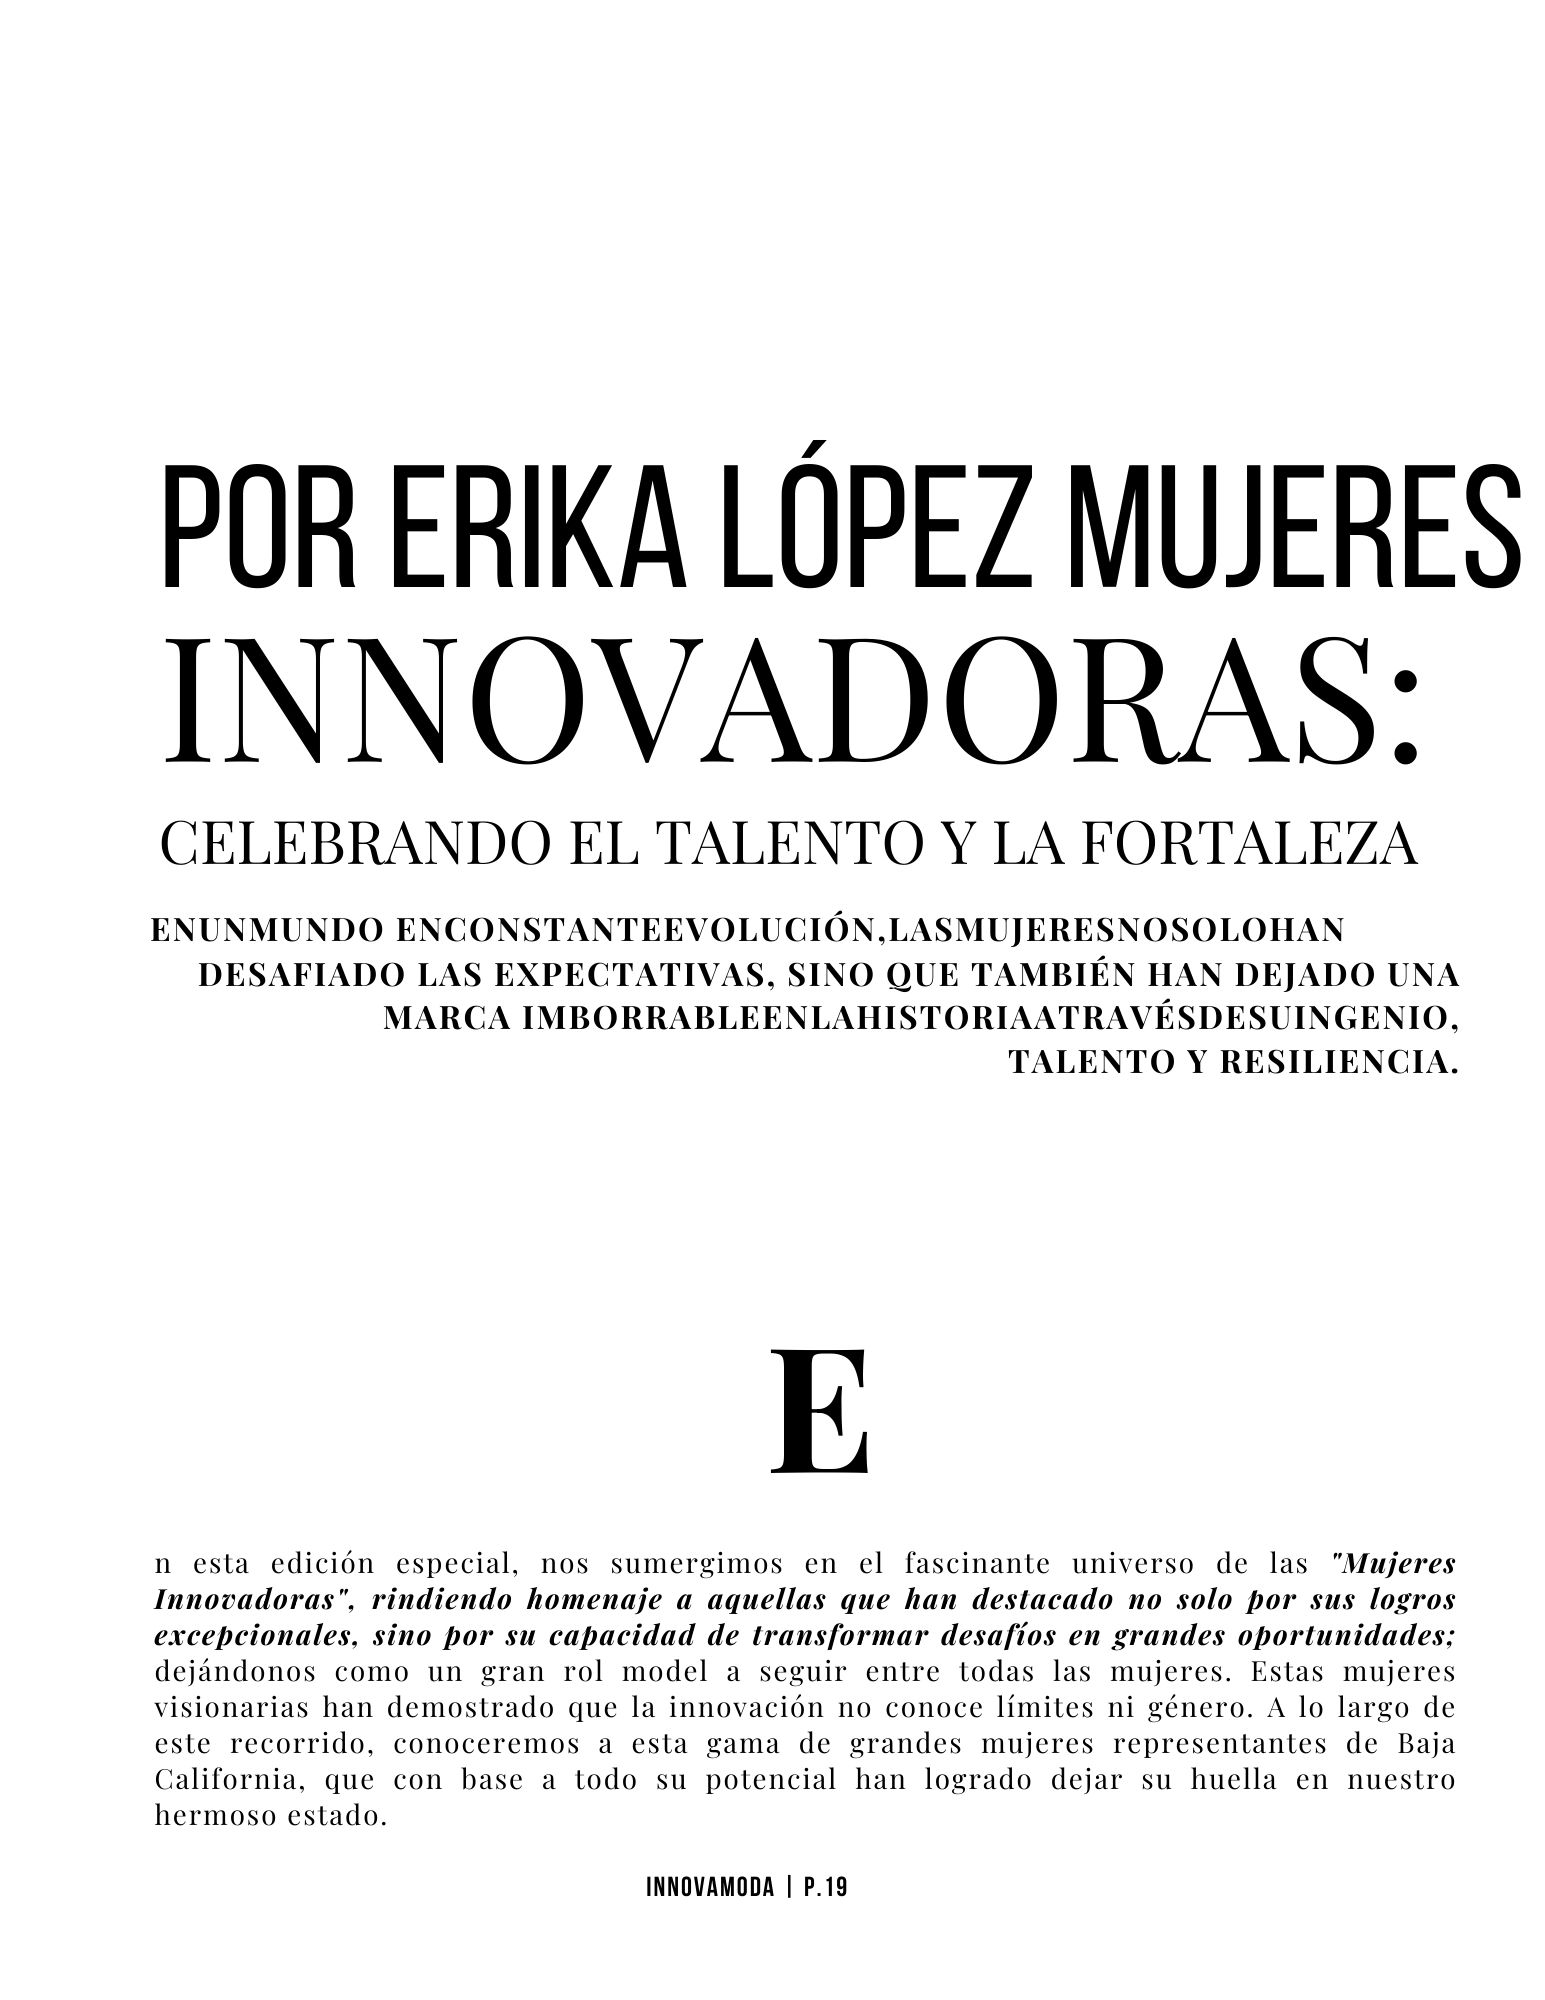 POR ERIKA LÓPEZ MUJERES
INNOVADORAS:
CELEBRANDO EL TALENTO Y LA FORTALEZA
ENUNMUNDO ENCONSTANTEEVOLUCIÓN,LASMUJERESNOSOLOHAN
DESAFIADO LAS EXPECTATIVAS, SINO QUE TAMBIÉN HAN DEJADO UNA
MARCA IMBORRABLEENLAHISTORIAATRAVÉSDESUINGENIO,
TALENTO Y RESILIENCIA.
E
n esta edición especial, nos sumergimos en el fascinante universo de las "Mujeres
Innovadoras", rindiendo homenaje a aquellas que han destacado no solo por sus logros
excepcionales, sino por su capacidad de transformar desafíos en grandes oportunidades;
dejándonos como un gran rol model a seguir entre todas las mujeres. Estas mujeres
visionarias han demostrado que la innovación no conoce límites ni género. A lo largo de
este recorrido, conoceremos a esta gama de grandes mujeres representantes de Baja
California, que con base a todo su potencial han logrado dejar su huella en nuestro
hermoso estado.
INNOVAMODA | P.19